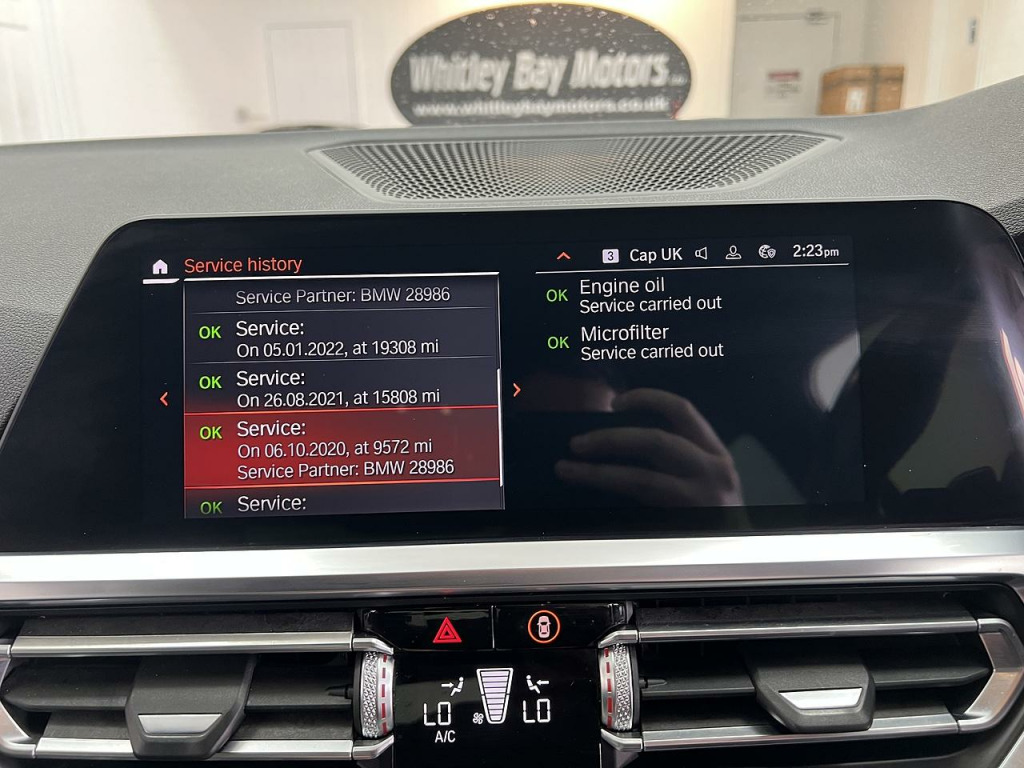 Whitley Bay Motors
www.whitleybaymotors.co.uk
Service history
Service Partner: BMW 28986
OK Service:
On 05.01.2022, at 19308 mi
OK Service:
On 26.08.2021, at 15808 mi
OK Service:
On 06.10.2020, at 9572 mi
Service Partner: BMW 28986
OK Service:
3 Cap UK 2:23pm
OK Engine oil
Service carried out
OK Microfilter
Service carried out
LO LO
A/C